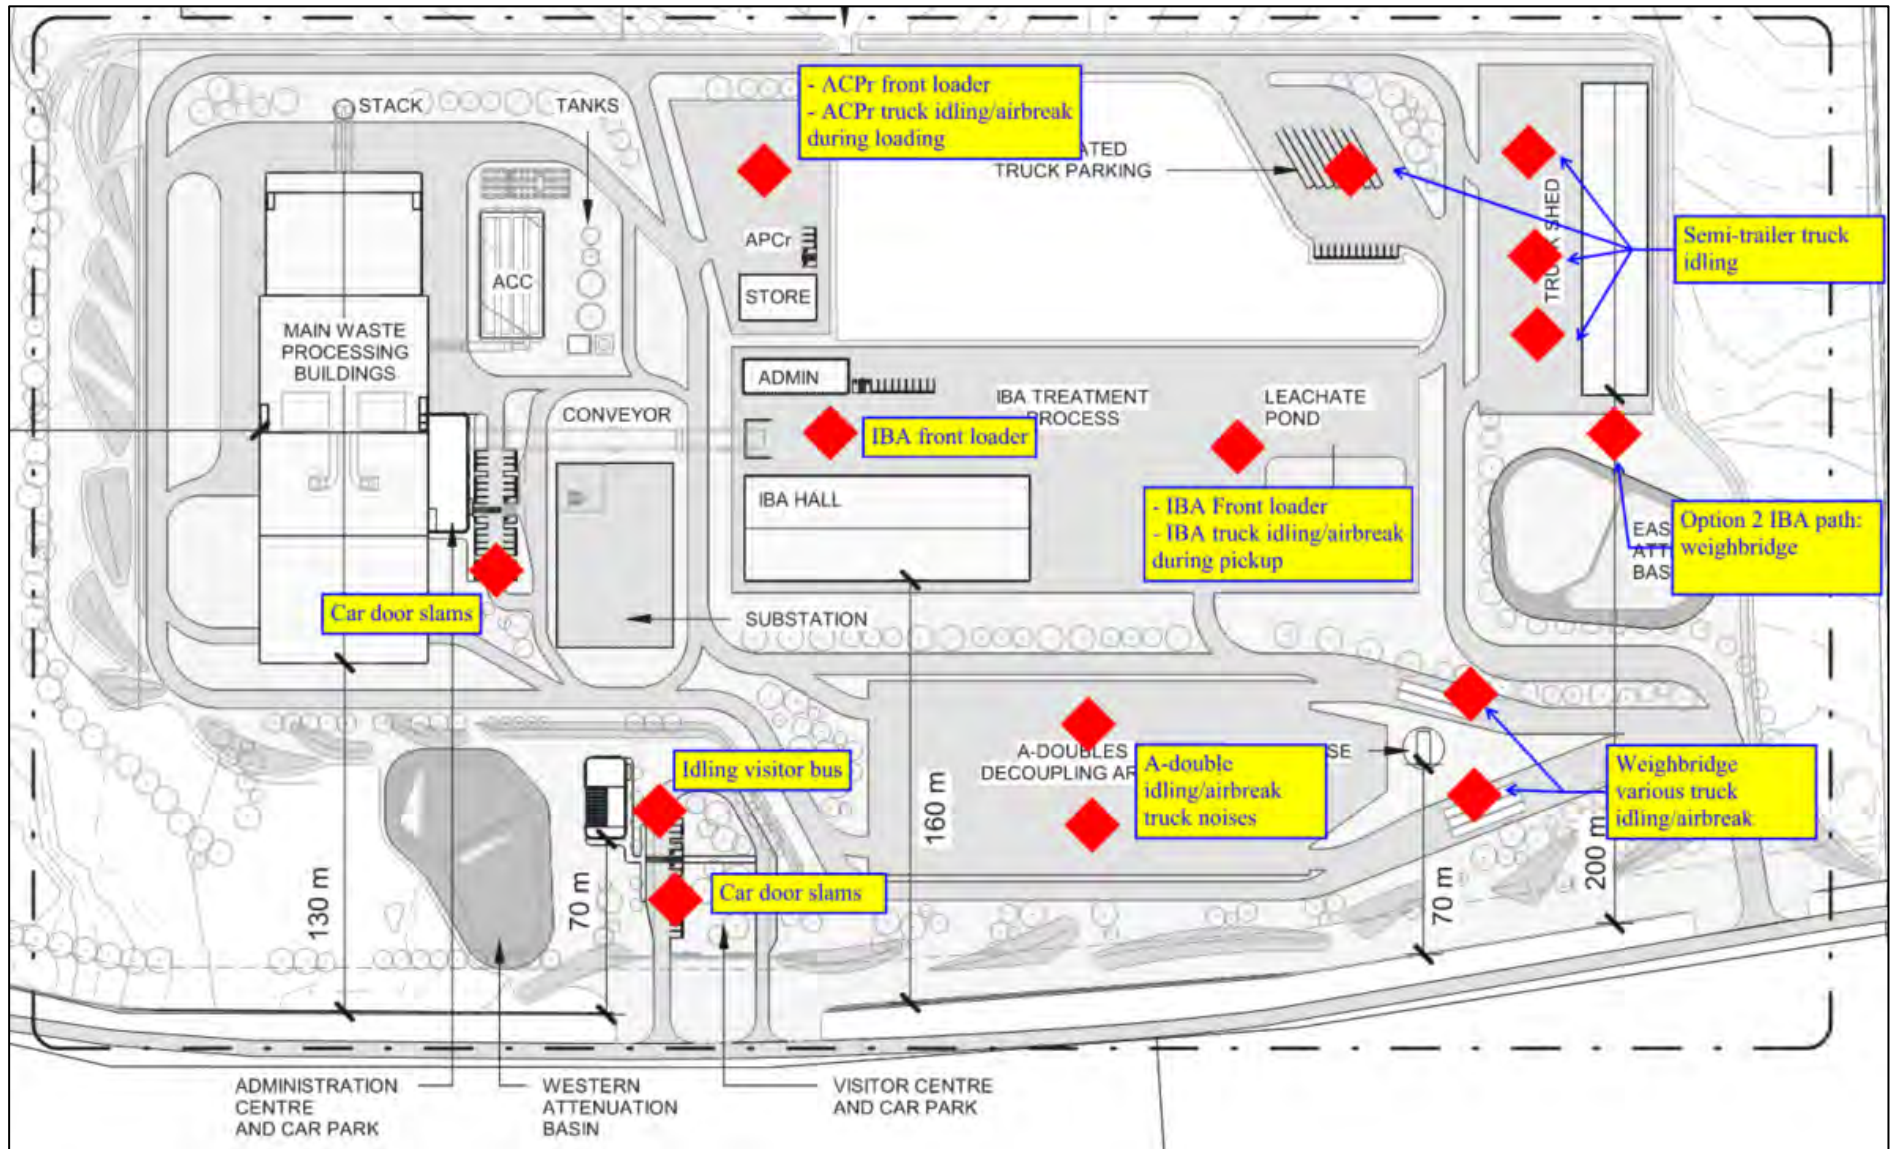 - ACPr front loader
- ACPr truck idling/airbreak
during loading
STACK
TANKS
TRUCK PARKING
TRUCK SHED
Semi-trailer truck
idling
APCr
STORE
ACC
MAIN WASTE
PROCESSING
BUILDINGS
ADMIN
CONVEYOR
IBA TREATMENT
LEACHATE
POND
IBA front loader
IBA HALL
- IBA Front loader
- IBA truck idling/airbreak
during pickup
Option 2 IBA path:
weighbridge
Car door slams
SUBSTATION
Idling visitor bus
A-DOUBLES
DECOUPLING
A-double
idling/airbreak
truck noises
Weighbridge
various truck
idling/airbreak
Car door slams
130 m
70 m
160 m
70 m
200 m
ADMINISTRATION
CENTRE
AND CAR PARK
WESTERN
ATTENUATION
BASIN
VISITOR CENTRE
AND CAR PARK